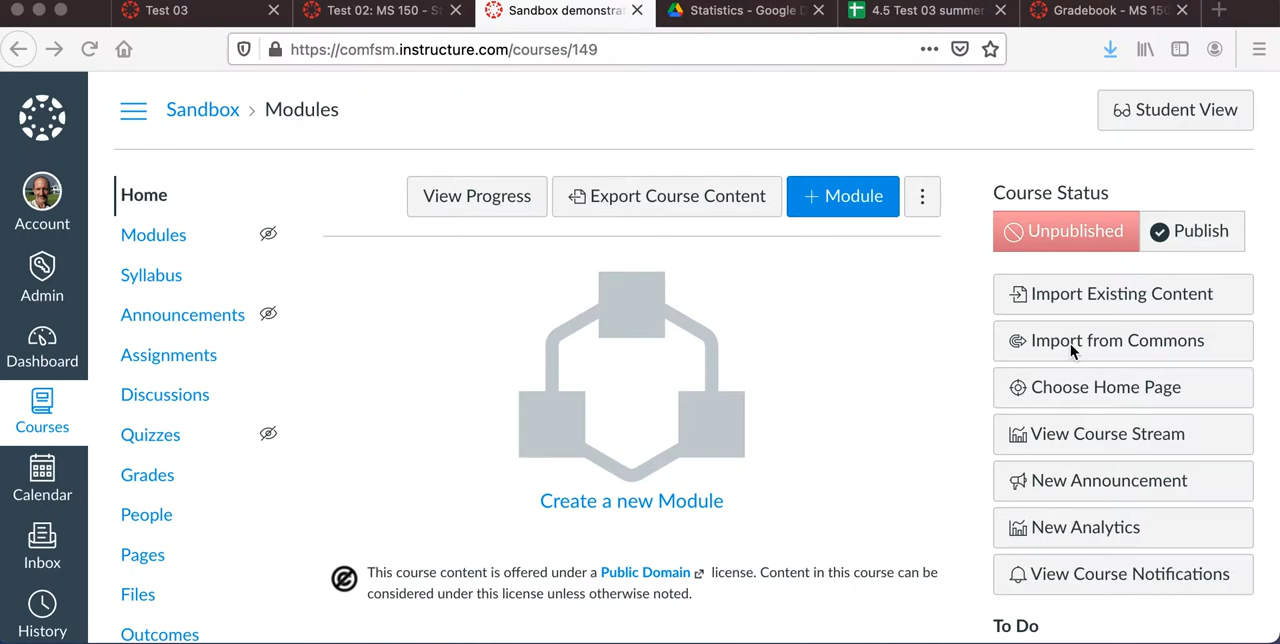 Test 03
Test 02: MS 150 - S
Sandbox demonstra
Statistics - Google D
4.5 Test 03 summer
Gradebook - MS 150
https://comfsm.instructure.com/courses/149
Sandbox > Modules
Student View
Account
Admin
Dashboard
Courses
Calendar
Inbox
History
Home
Modules
Syllabus
Announcements
Assignments
Discussions
Quizzes
Grades
People
Pages
Files
Outcomes
View Progress
Export Course Content
+ Module
Create a new Module
This course content is offered under a Public Domain license. Content in this course can be
considered under this license unless otherwise noted.
Course Status
Unpublished
Publish
Import Existing Content
Import from Commons
Choose Home Page
View Course Stream
New Announcement
New Analytics
View Course Notifications
To Do